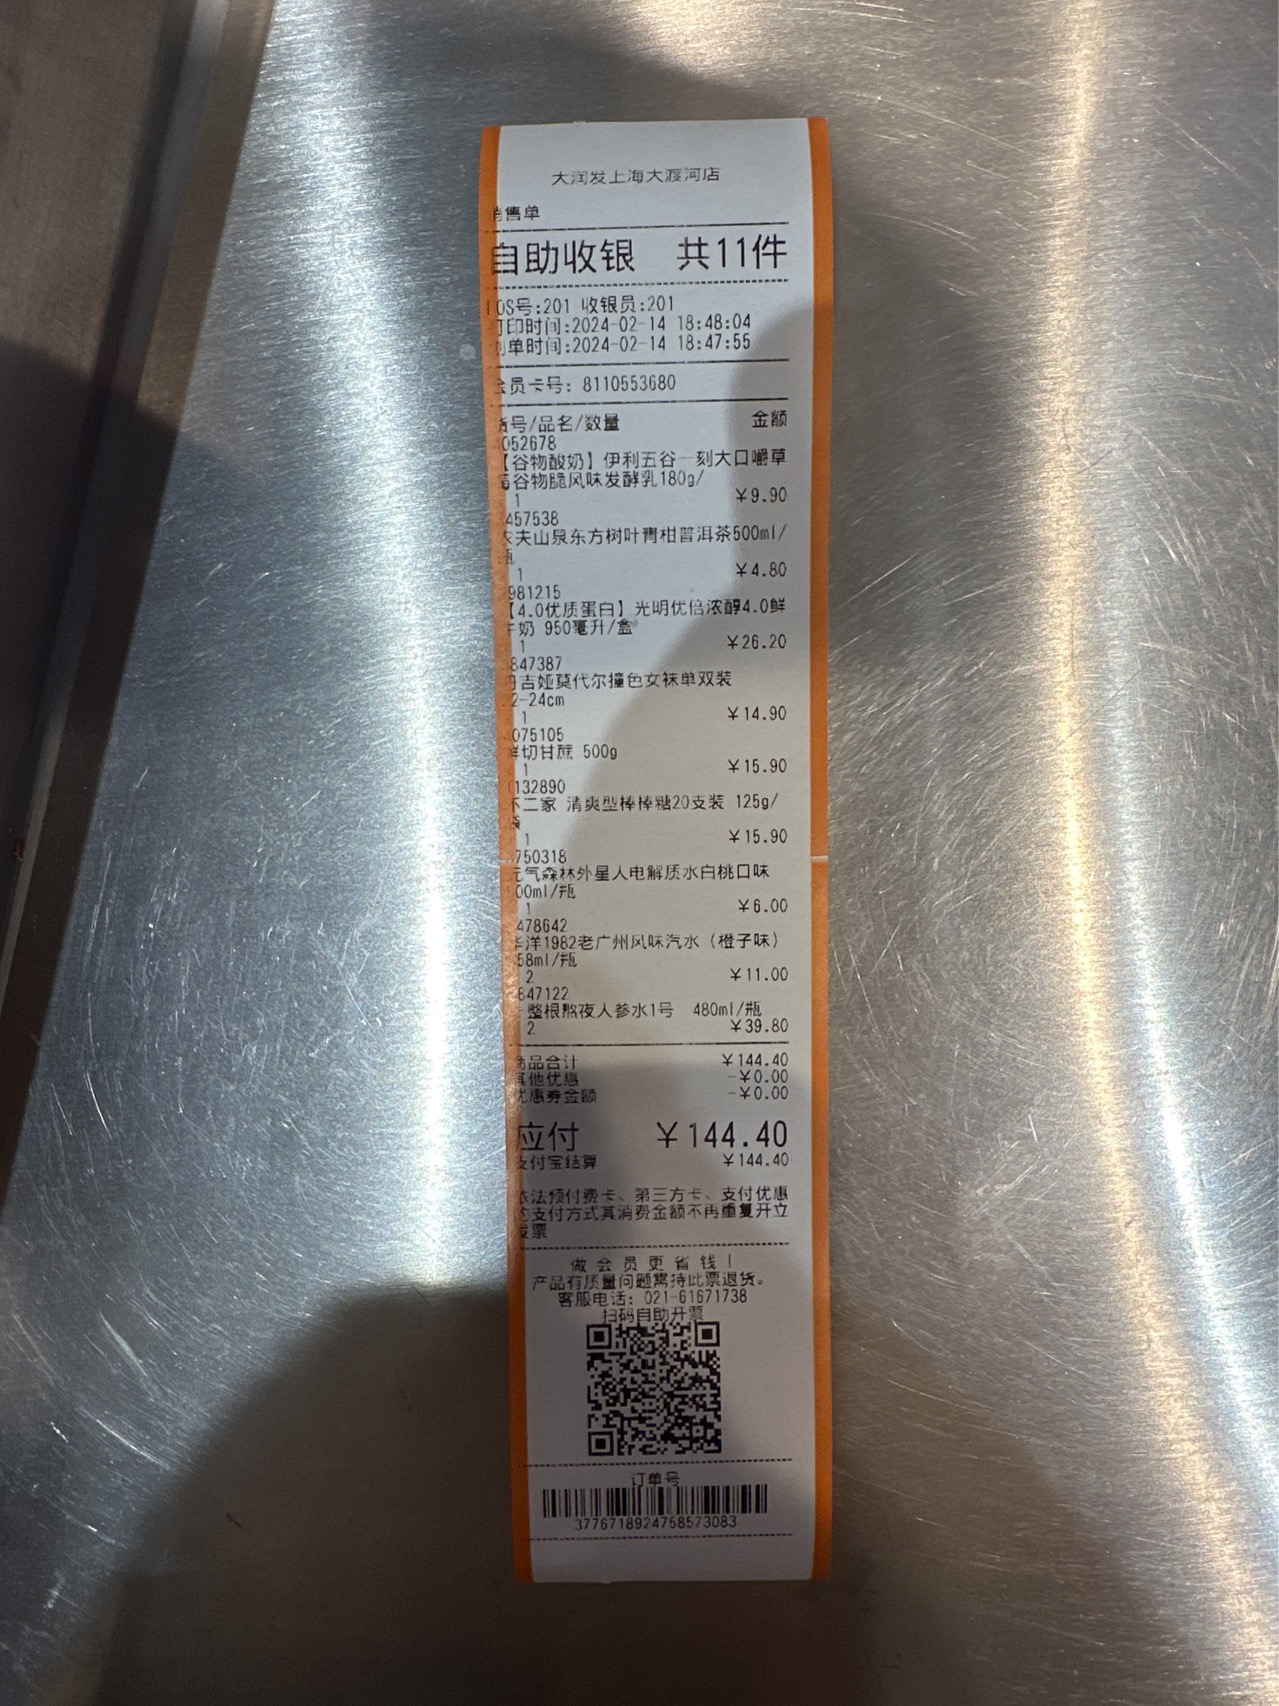 大润发上海大渡河店
销售单
自助收银 共11件
POS号:201 收银员:201
打印时间:2024-02-14 18:48:04
创单时间:2024-02-14 18:47:55
会员卡号: 8110553680
货号/品名/数量 金额
052678
【谷物酸奶】伊利五谷一刻大口嚼草
莓谷物脆风味发酵乳180g/
1 ￥9.90
457538
农夫山泉东方树叶青柑普洱茶500ml/
瓶
1 ￥4.80
981215
【4.0优质蛋白】光明优倍浓醇4.0鲜
牛奶 950毫升/盒
1 ￥26.20
847387
丹吉娅莫代尔撞色女袜单双装
22-24cm
1 ￥14.90
075105
鲜切甘蔗 500g
1 ￥15.90
132890
不二家 清爽型棒棒糖20支装 125g/
袋
1 ￥15.90
750318
元气森林外星人电解质水白桃口味
00ml/瓶
1 ￥6.00
478642
华洋1982老广州风味汽水（橙子味）
58ml/瓶
2 ￥11.00
847122
一整根熬夜人参水1号 480ml/瓶
2 ￥39.80
商品合计 ￥144.40
其他优惠 -￥0.00
优惠券金额 -￥0.00
应付 ￥144.40
支付宝结算 ￥144.40
依法预付费卡、第三方卡、支付优惠
的支付方式其消费金额不再重复开立
发票
做会员更省钱!
产品有质量问题需持此票退货。
客服电话: 021-61671738
扫码自助开票
订单号
3776718924758573083